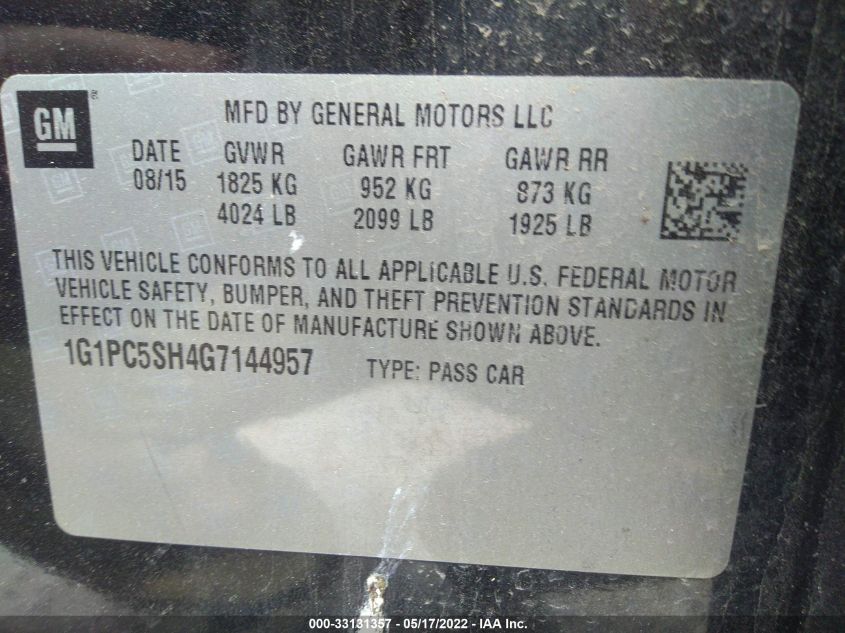 GM®
MFD BY GENERAL MOTORS LLC
DATE GVWR GAWR FRT GAWR RR
08/15 1825 KG 952 KG 873 KG
4024 LB 2099 LB 1925 LB
THIS VEHICLE CONFORMS TO ALL APPLICABLE U.S. FEDERAL MOTOR
VEHICLE SAFETY, BUMPER, AND THEFT PREVENTION STANDARDS IN
EFFECT ON THE DATE OF MANUFACTURE SHOWN ABOVE.
1G1PC5SH4G7144957 TYPE: PASS CAR
000-33131357 - 05/17/2022 - IAA Inc.